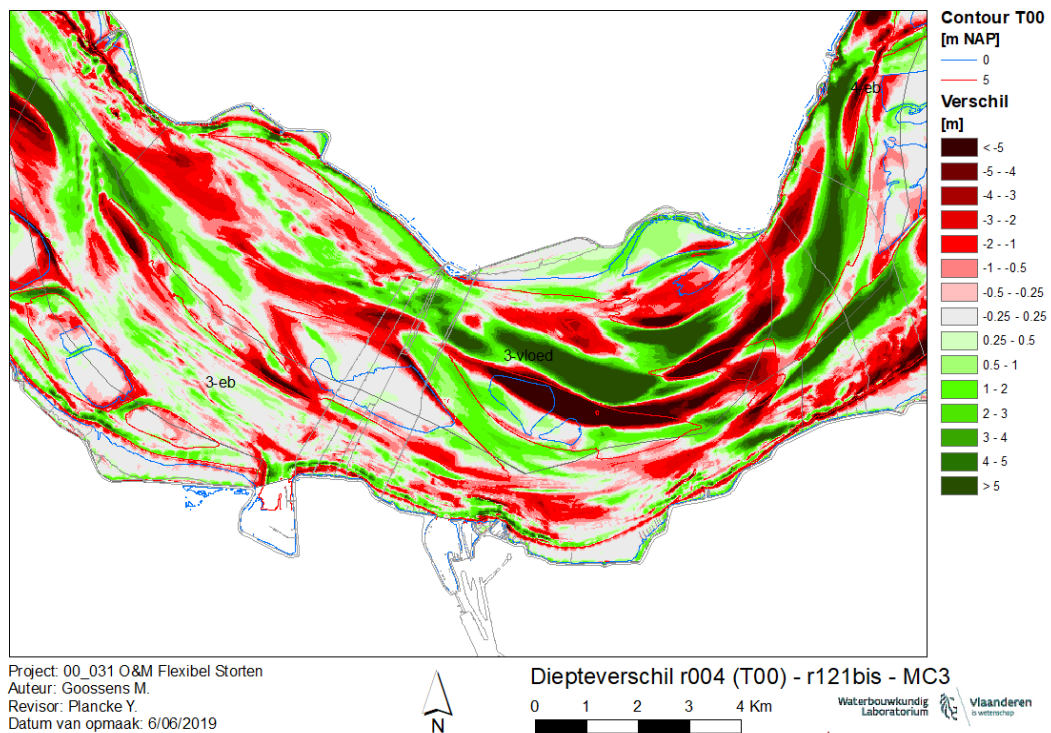 Contour T00
[m NAP]
0
5
Verschil
[m]
< -5
-5 - -4
-4 - -3
-3 - -2
-2 - -1
-1 - -0.5
-0.5 - -0.25
-0.25 - 0.25
0.25 - 0.5
0.5 - 1
1 - 2
2 - 3
3 - 4
4 - 5
> 5
4-eb
3-vloed
3-eb
Project: 00_031 O&M Flexibel Storten
Auteur: Goossens M.
Revisor: Plancke Y.
Datum van opmaak: 6/06/2019
N
Diepteverschil r004 (T00) - r121bis - MC3
0 1 2 3 4 Km
Waterbouwkundig
Laboratorium
Vlaanderen
is wetenschap